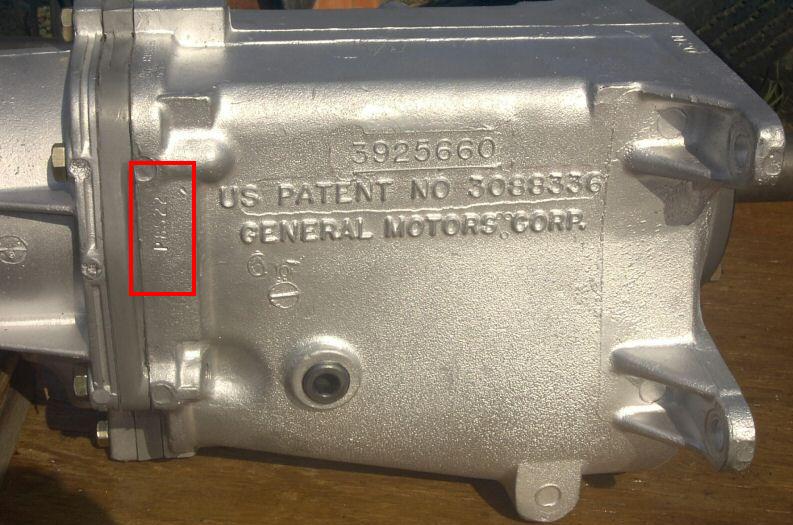 3925660
US PATENT NO 3088336
GENERAL MOTORS CORP.